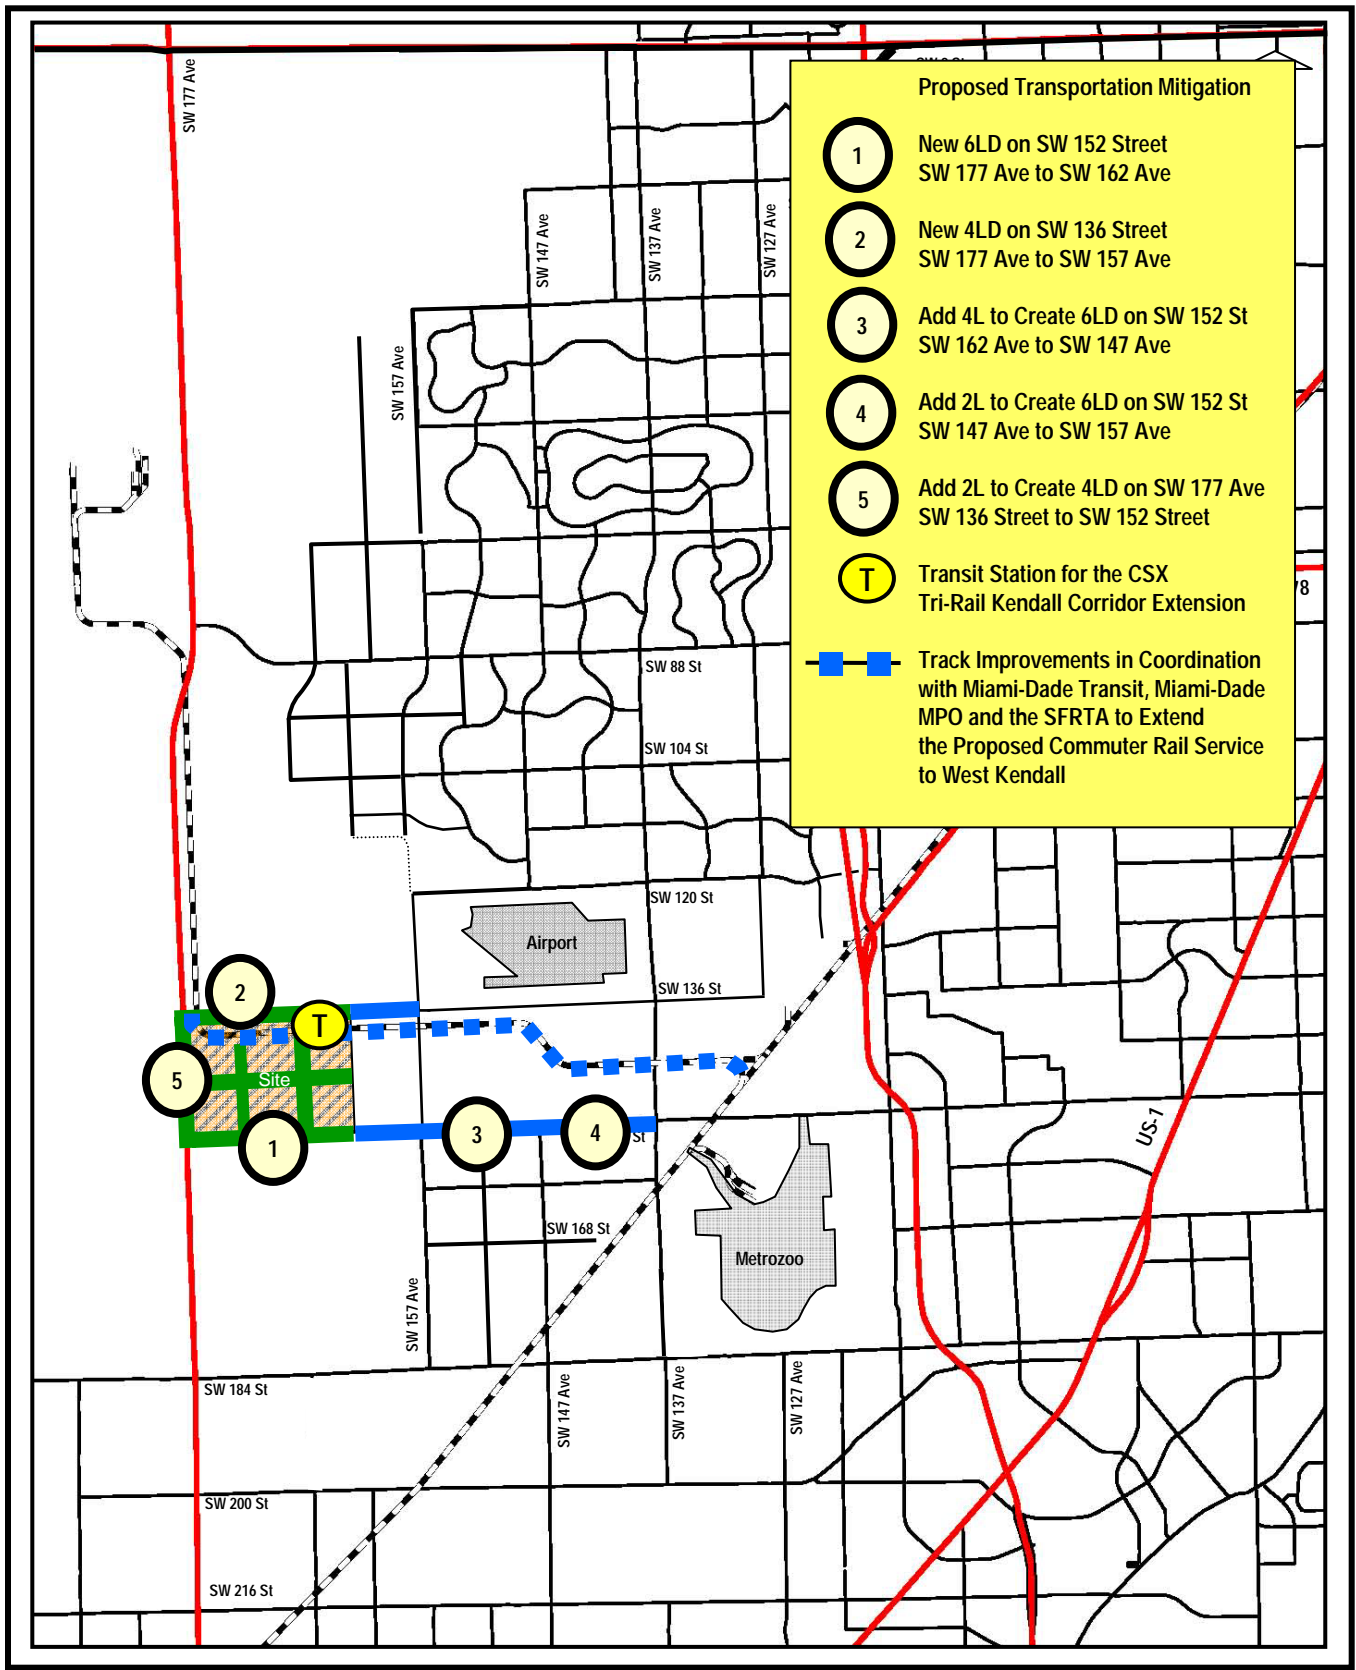 SW 177 Ave
SW 147 Ave
SW 137 Ave
SW 127 Ave
SW 157 Ave
Proposed Transportation Mitigation
1
New 6LD on SW 152 Street
SW 177 Ave to SW 162 Ave
2
New 4LD on SW 136 Street
SW 177 Ave to SW 157 Ave
3
Add 4L to Create 6LD on SW 152 St
SW 162 Ave to SW 147 Ave
4
Add 2L to Create 6LD on SW 152 St
SW 147 Ave to SW 157 Ave
5
Add 2L to Create 4LD on SW 177 Ave
SW 136 Street to SW 152 Street
T
Transit Station for the CSX
Tri-Rail Kendall Corridor Extension
Track Improvements in Coordination
with Miami-Dade Transit, Miami-Dade
MPO and the SFRTA to Extend
the Proposed Commuter Rail Service
to West Kendall
SW 88 St
SW 104 St
SW 120 St
Airport
SW 136 St
2
T
5
Site
1
3
4
St
US-1
SW 168 St
Metrozoo
SW 157 Ave
SW 184 St
SW 147 Ave
SW 137 Ave
SW 127 Ave
SW 200 St
SW 216 St